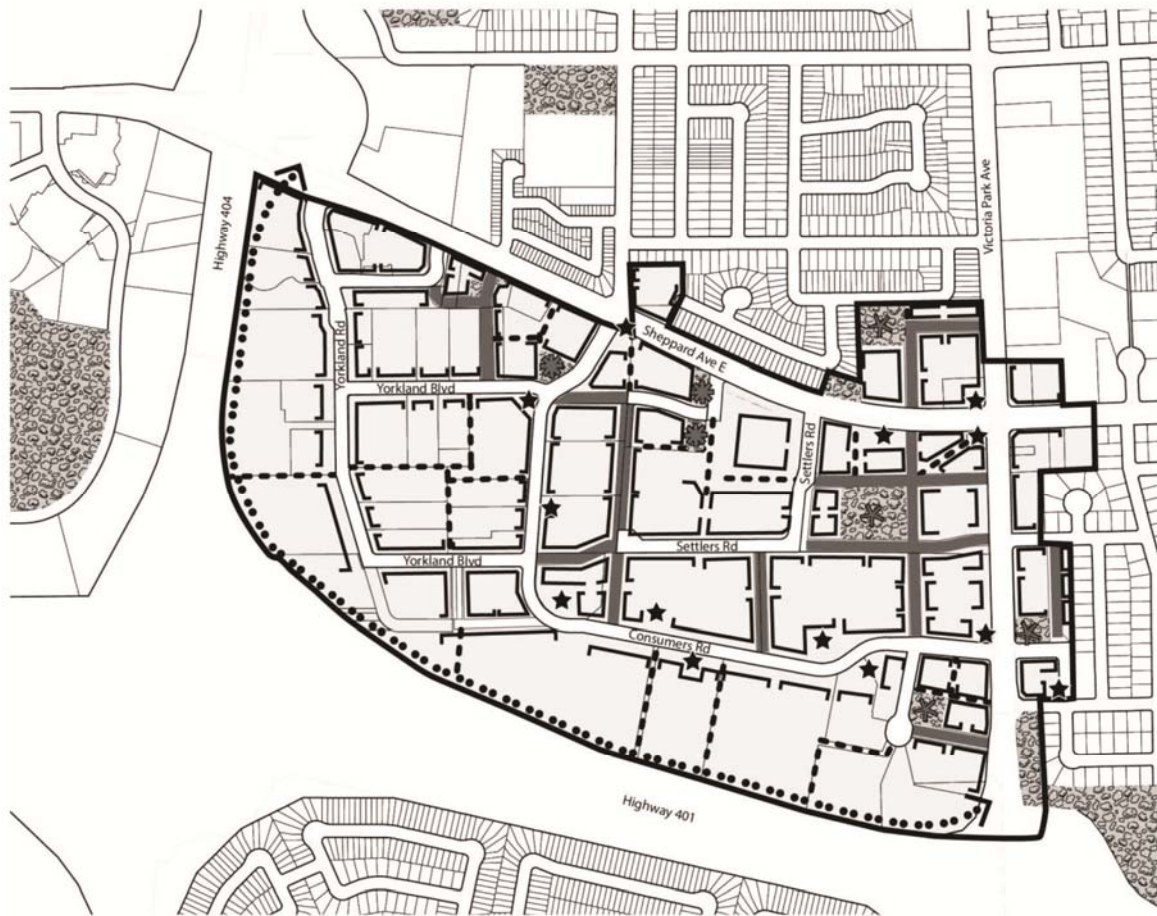 Victoria Park Ave
Highway 404
Sheppard Ave E
Yorkland Rd
Yorkland Blvd
Settlers Rd
Settlers Rd
Yorkland Blvd
Consumers Rd
Highway 401